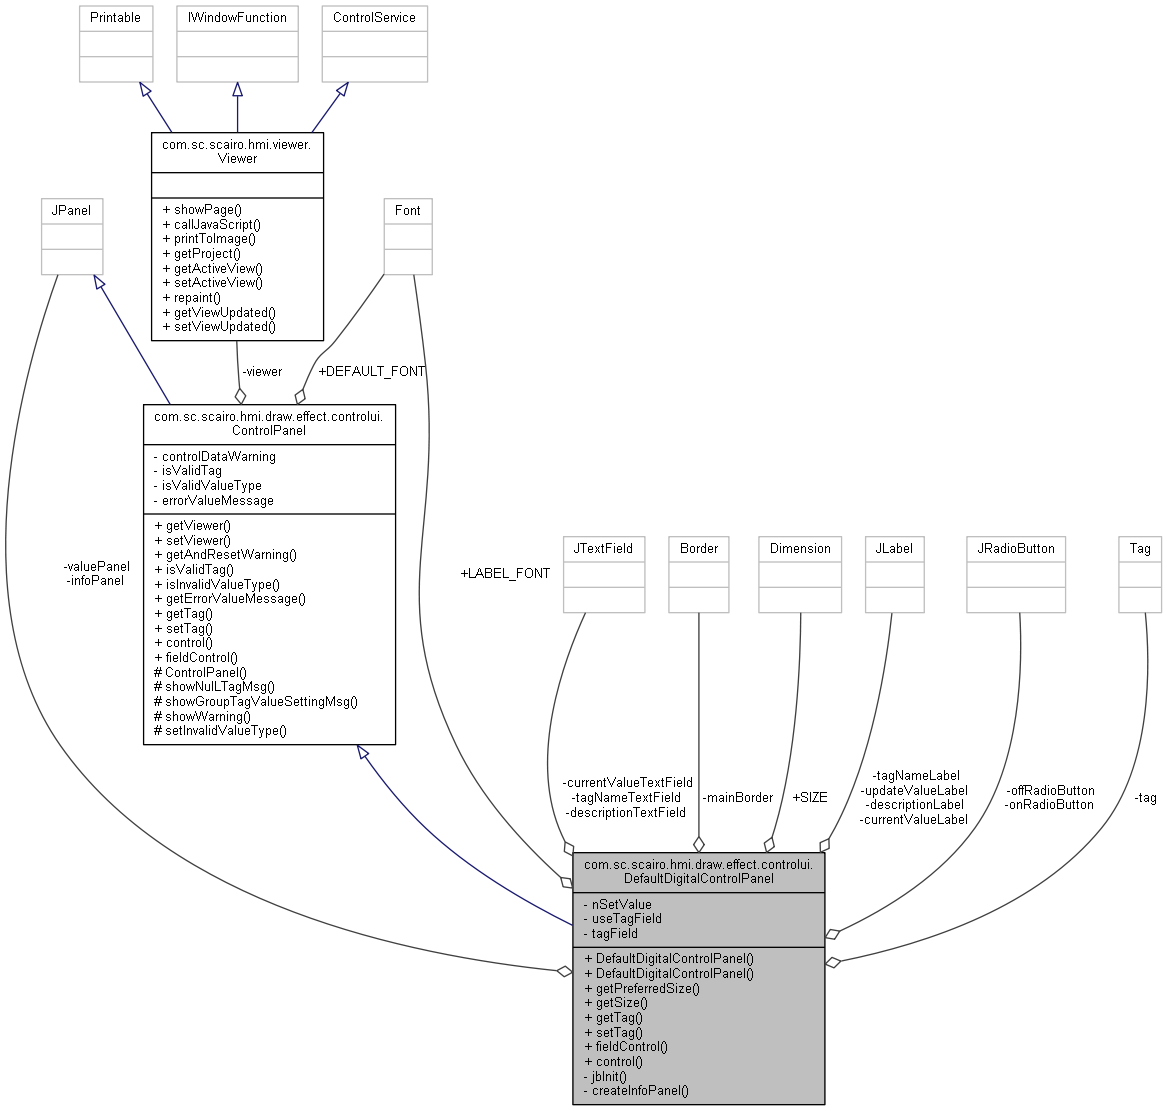 Printable
IWindowFunction
ControlService
com.sc.scairo.hmi.viewer.
Viewer
+ showPage()
+ callJavaScript()
+ printToImage()
+ getProject()
+ getActiveView()
+ setActiveView()
+ repaint()
+ getViewUpdated()
+ setViewUpdated()
JPanel
Font
-viewer
+DEFAULT_FONT
com.sc.scairo.hmi.draw.effect.controlui.
ControlPanel
- controlDataWarning
- isValidTag
- isValidValueType
- errorValueMessage
+ getViewer()
+ setViewer()
+ getAndResetWarning()
+ isValidTag()
+ isInvalidValueType()
+ getErrorValueMessage()
+ getTag()
+ setTag()
+ control()
+ fieldControl()
# ControlPanel()
# showNulLTagMsg()
# showGroupTagValueSettingMsg()
# showWarning()
# setInvalidValueType()
-valuePanel
-infoPanel
+LABEL_FONT
JTextField
Border
Dimension
JLabel
JRadioButton
Tag
-currentValueTextField
-tagNameTextField
-descriptionTextField
-mainBorder
+SIZE
-tagNameLabel
-updateValueLabel
-descriptionLabel
-currentValueLabel
-offRadioButton
-onRadioButton
-tag
com.sc.scairo.hmi.draw.effect.controlui.
DefaultDigitalControlPanel
- nSetValue
- useTagField
- tagField
+ DefaultDigitalControlPanel()
+ DefaultDigitalControlPanel()
+ getPreferredSize()
+ getSize()
+ getTag()
+ setTag()
+ fieldControl()
+ control()
- jbInit()
- createInfoPanel()